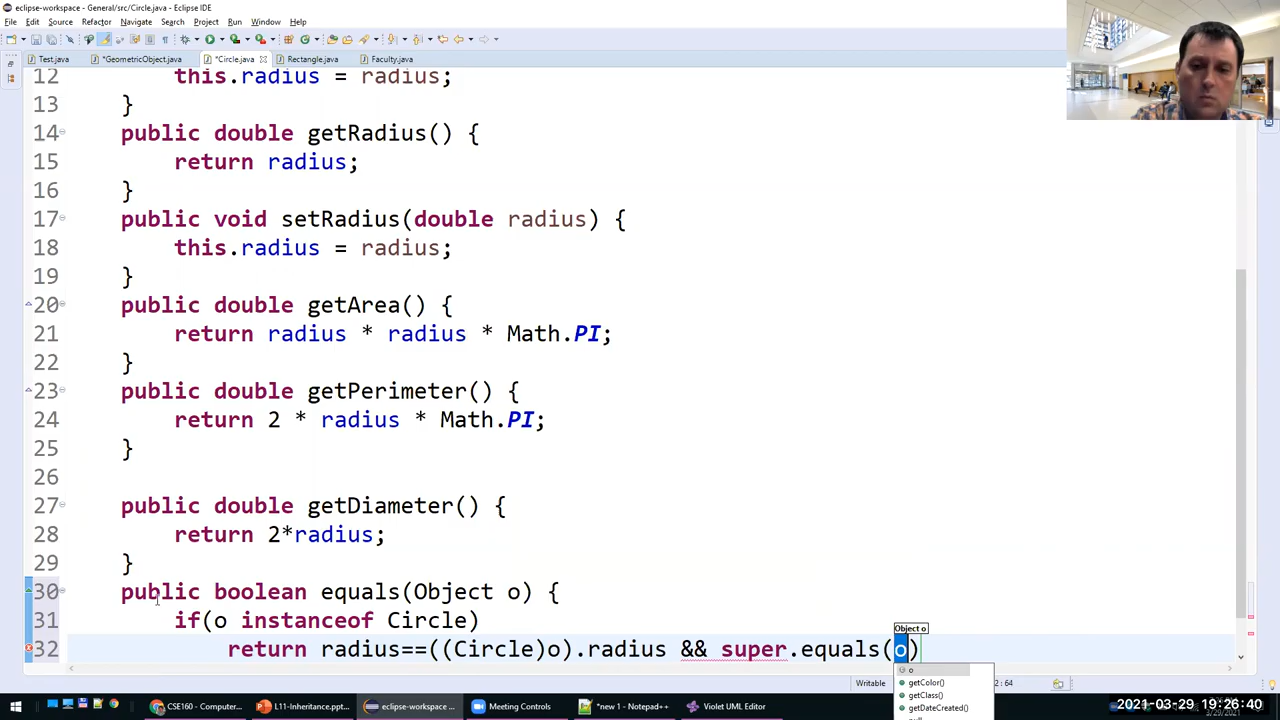 eclipse-workspace - General/src/Circle.java - Eclipse IDE
File Edit Source Refactor Navigate Search Project Run Window Help
Test.java *GeometricObject.java *Circle.java Rectangle.java Faculty.java
12 this.radius = radius;
13 }
14 public double getRadius() {
15 return radius;
16 }
17 public void setRadius(double radius) {
18 this.radius = radius;
19 }
20 public double getArea() {
21 return radius * radius * Math.PI;
22 }
23 public double getPerimeter() {
24 return 2 * radius * Math.PI;
25 }
26
27 public double getDiameter() {
28 return 2*radius;
29 }
30 public boolean equals(Object o) {
31 if(o instanceof Circle)
Object o
32 return radius==((Circle)o).radius && super.equals(o)
o
getColor()
getClass()
getDateCreated()
Writable
2:64
CSE160 - Computer... L11-Inheritance.ppt... eclipse-workspace -... Meeting Controls *new 1 - Notepad++ Violet UML Editor
2021-03-29 19:26:40